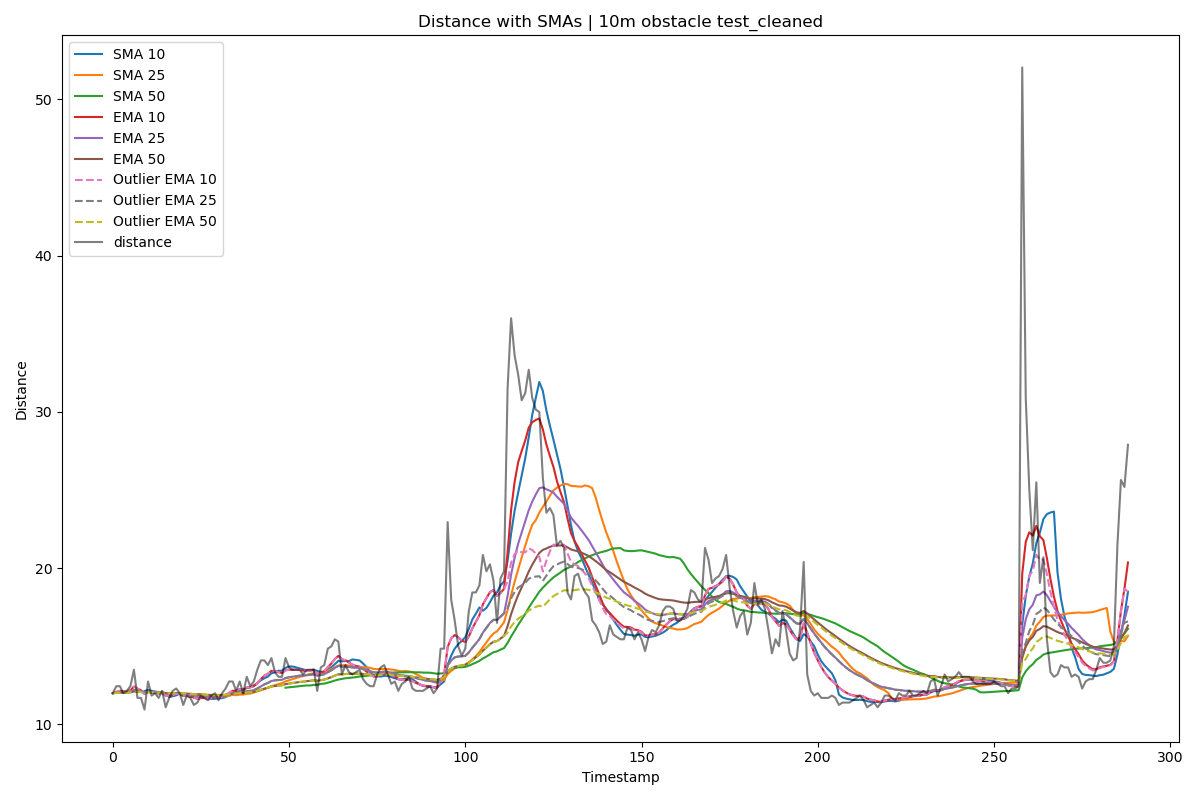 Distance with SMAs | 10m obstacle test_cleaned
SMA 10
SMA 25
SMA 50
EMA 10
EMA 25
EMA 50
Outlier EMA 10
Outlier EMA 25
Outlier EMA 50
distance
50
40
30
20
10
Distance
0 50 100 150 200 250 300
Timestamp